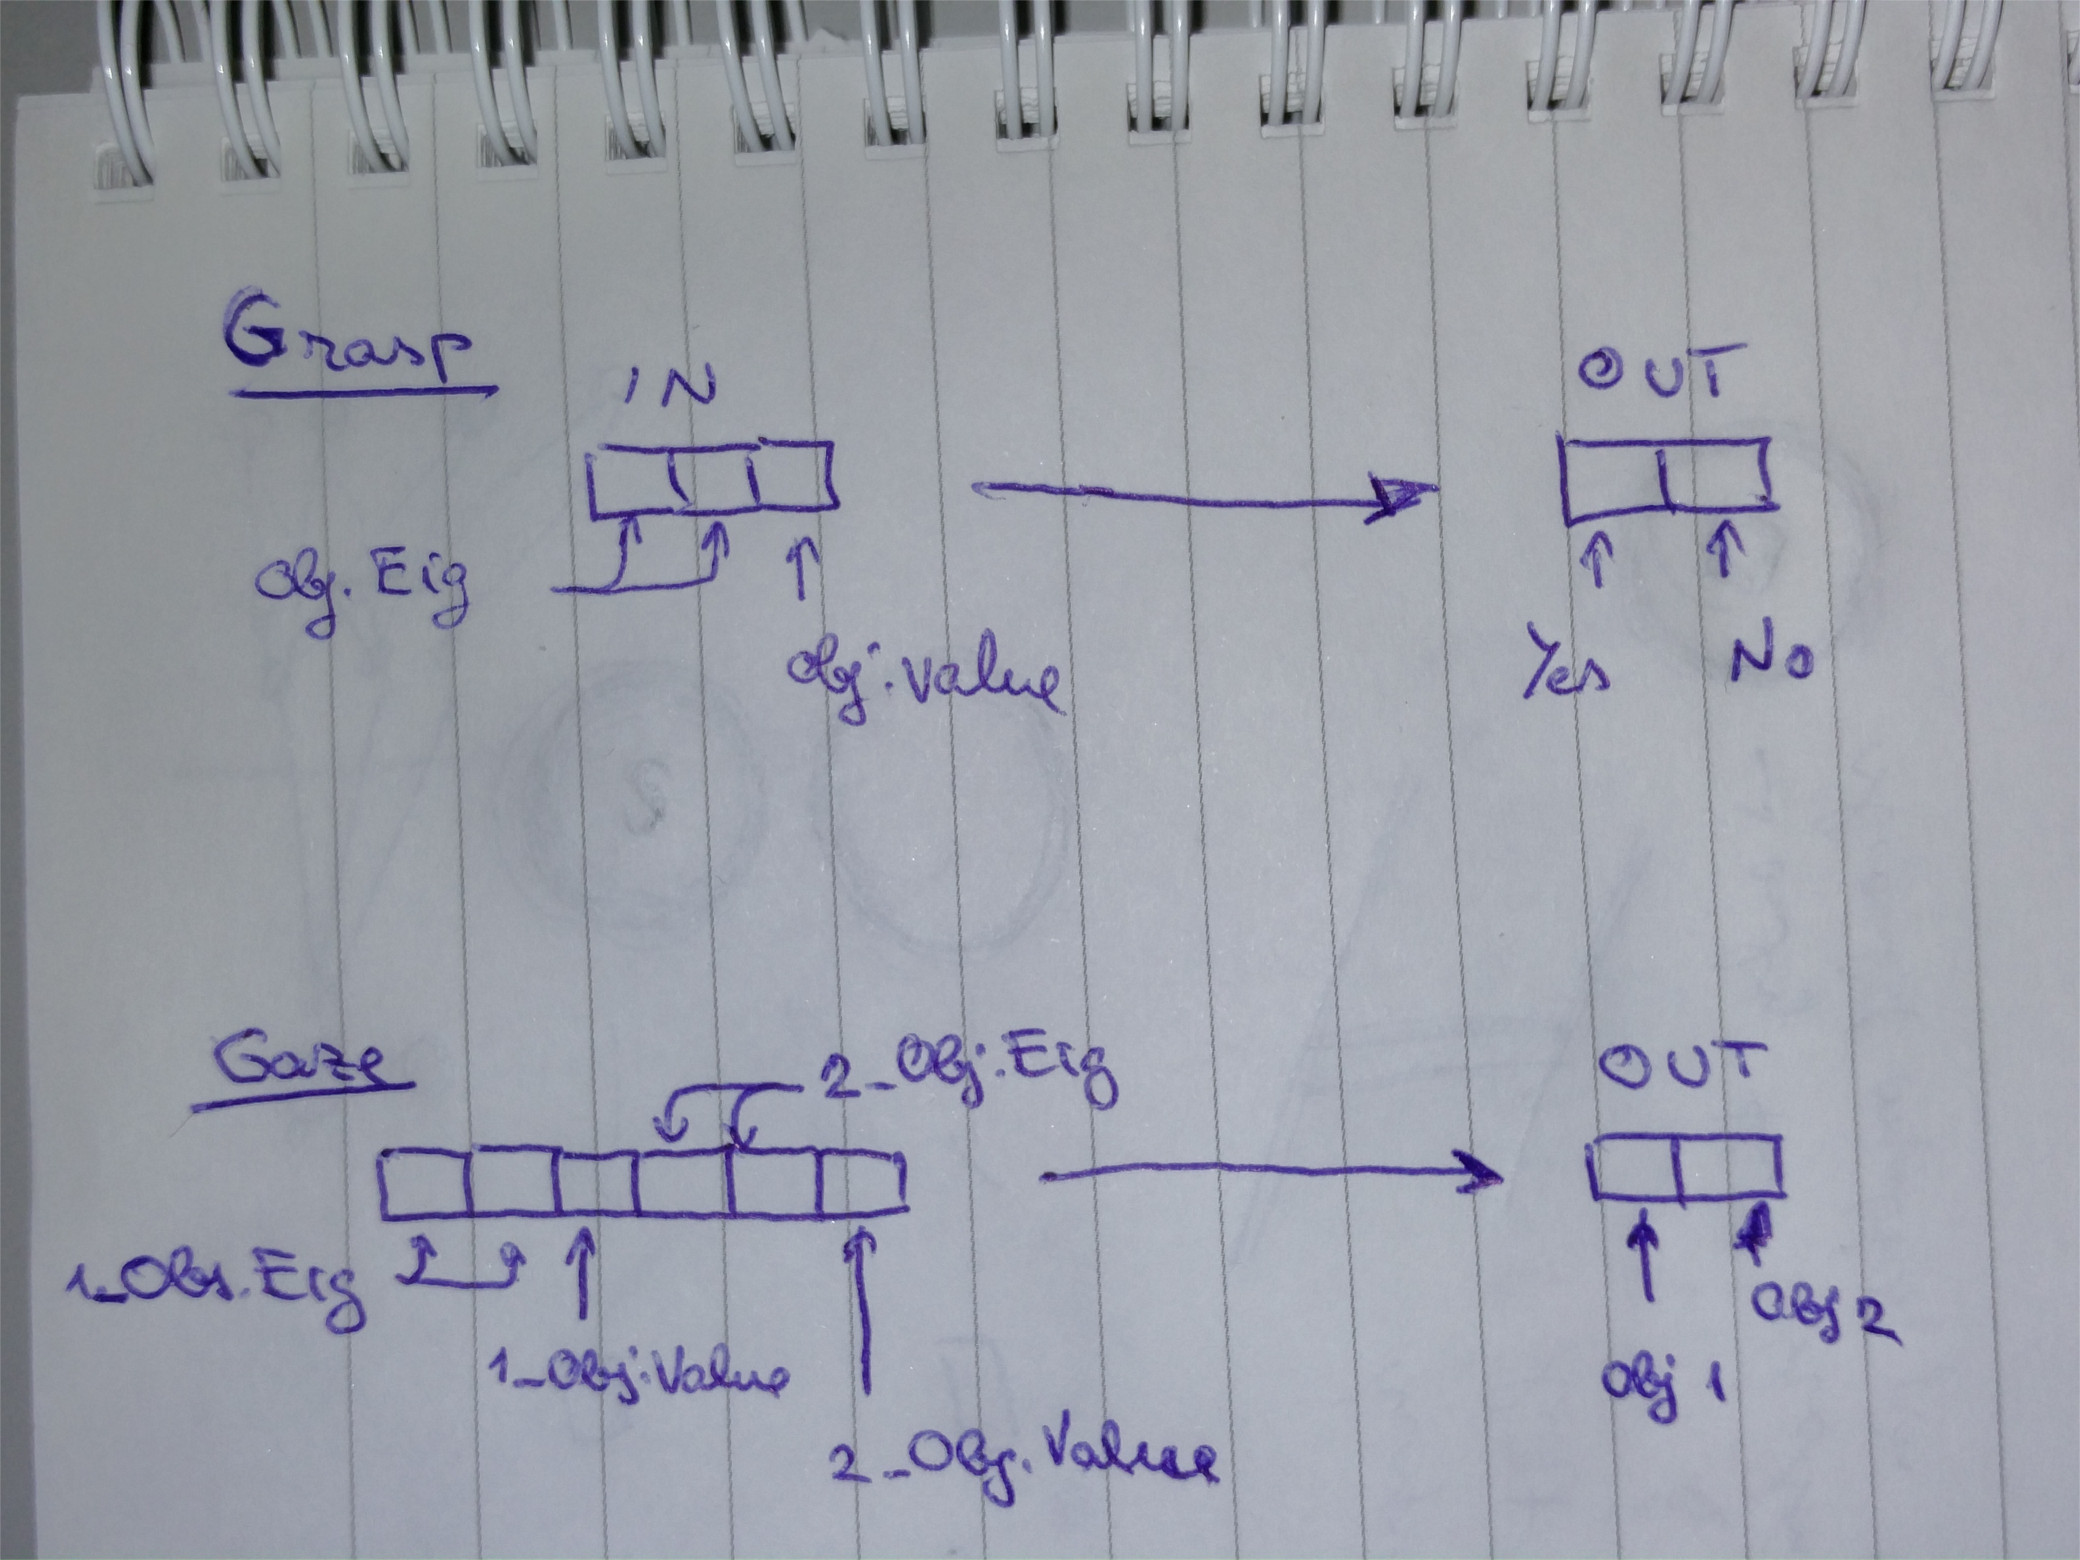 Grasp
IN
OUT
Obj. Eig
Obj. Value
Yes
No
Gaze
2_Obj. Eig
OUT
1_Obj. Eig
1_Obj. Value
2_Obj. Value
Obj 1
Obj 2